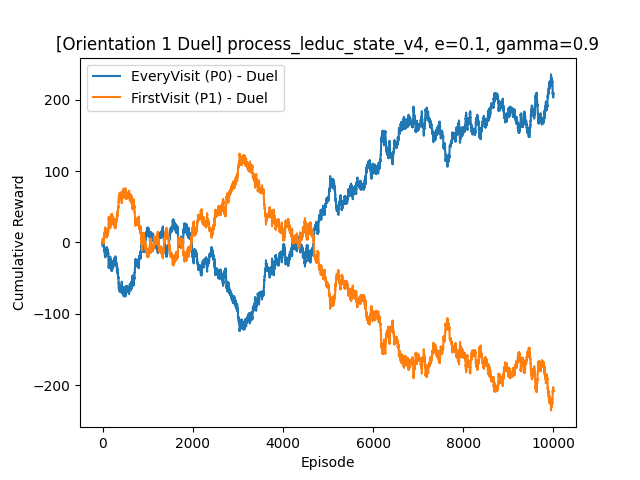 [Orientation 1 Duel] process_leduc_state_v4, e=0.1, gamma=0.9
EveryVisit (P0) - Duel
FirstVisit (P1) - Duel
200
100
0
−100
−200
Cumulative Reward
0
2000
4000
6000
8000
10000
Episode